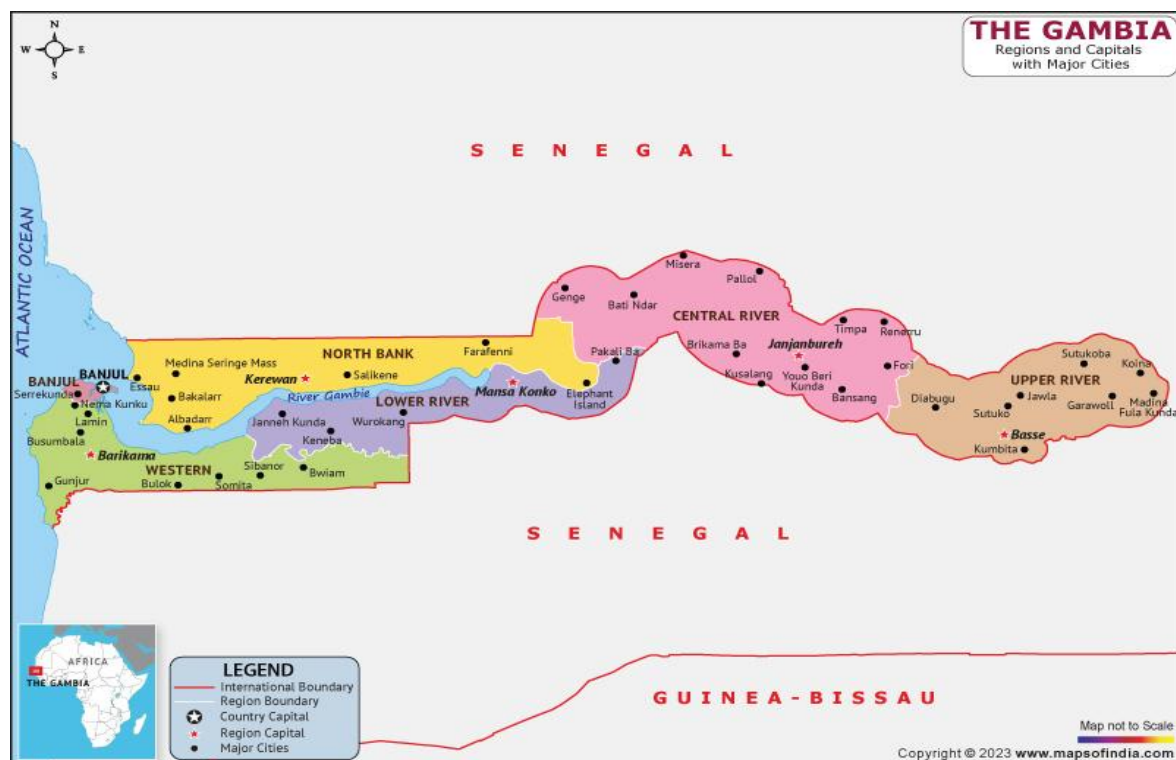 N
W E
S
THE GAMBIA
Regions and Capitals
with Major Cities
S E N E G A L
ATLANTIC OCEAN
Misera
Pallol
Genge
Bati Ndar
CENTRAL RIVER
Timpa
Renerru
Farafenni
Brikama Ba
Janjanbureh
NORTH BANK
Pakali Ba
Sutukoba
Koina
Medina Seringe Mass
Fori
Youo Beri
Kunda
UPPER RIVER
BANJUL
BANJUL
Essau
Kerewan
Salikene
Mansa Konko
Kusalang
Serrekunda
River Gambie
Elephant
Island
Bansang
Diabugu
Jawla
Garawoll
Madina
Fula Kunda
Nema Kunku
Bakalarr
LOWER RIVER
Sutuko
Lamin
Albadarr
Janneh Kunda
Wurokang
Busumbala
Keneba
Basse
Barikama
Kumbita
WESTERN
Sibanor
Bwiam
Gunjur
Bulok
Somita
S E N E G A L
AFRICA
THE GAMBIA
LEGEND
International Boundary
Region Boundary
Country Capital
Region Capital
Major Cities
GUINEA-BISSAU
Map not to Scale
Copyright © 2023 www.mapsofindia.com